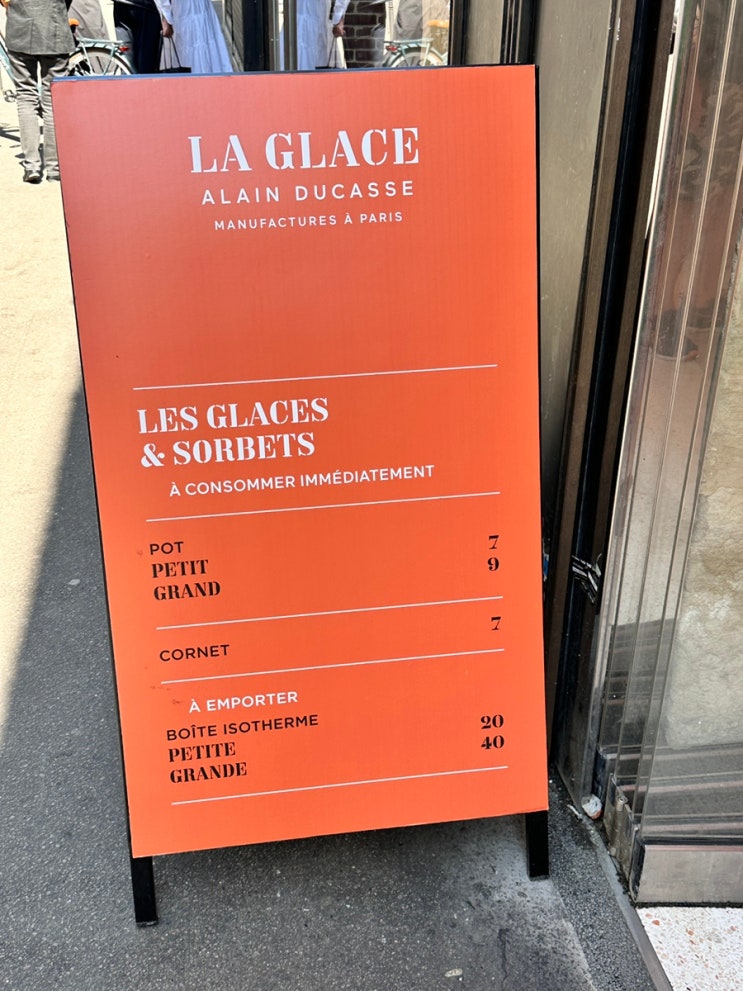 LA GLACE
ALAIN DUCASSE
MANUFACTURES À PARIS
LES GLACES
& SORBETS
À CONSOMMER IMMÉDIATEMENT
POT
PETIT 7
GRAND 9
CORNET 7
À EMPORTER
BOÎTE ISOTHERME
PETITE 20
GRANDE 40